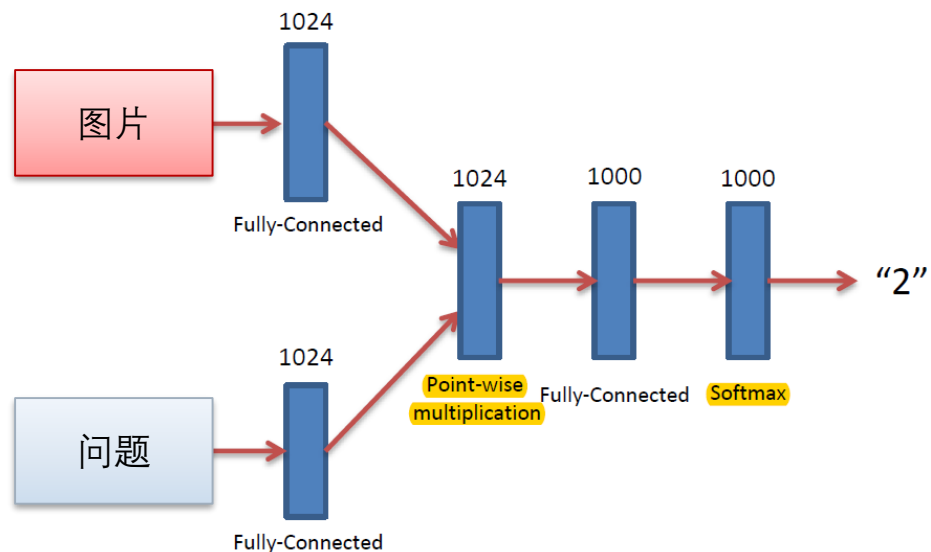 1024
图片
Fully-Connected
1024
1000
1000
Point-wise
multiplication
Fully-Connected
Softmax
“2”
1024
问题
Fully-Connected